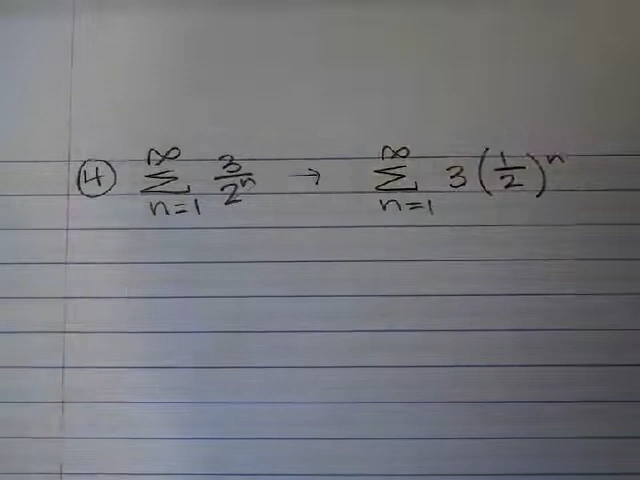 ④ ∑_{n=1}^{∞} 3/2^n → ∑_{n=1}^{∞} 3(1/2)^n